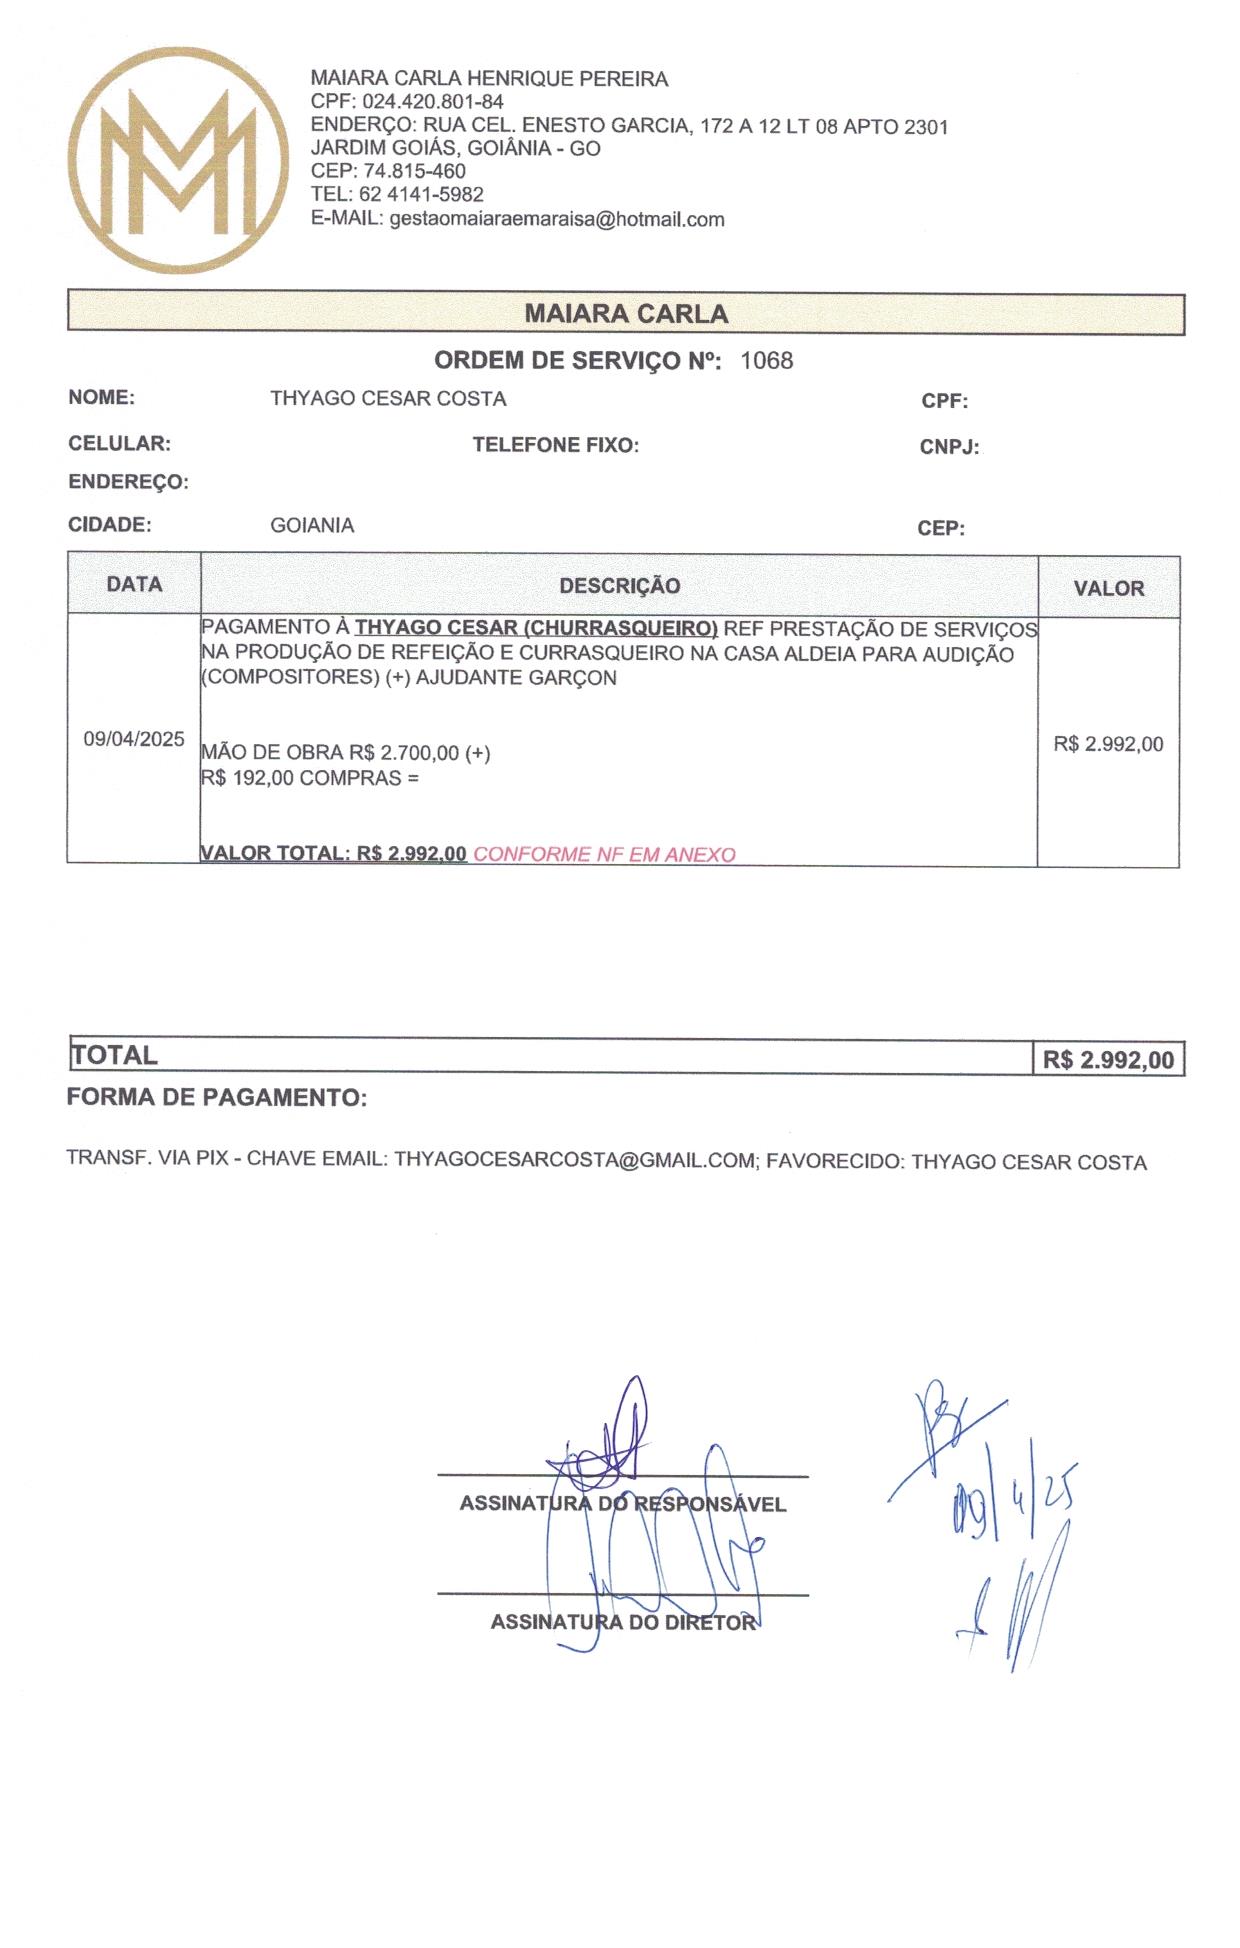 MAIARA CARLA HENRIQUE PEREIRA
CPF: 024.420.801-84
ENDERÇO: RUA CEL. ENESTO GARCIA, 172 A 12 LT 08 APTO 2301
JARDIM GOIÁS, GOIÂNIA - GO
CEP: 74.815-460
TEL: 62 4141-5982
E-MAIL: gestaomaiaraemaraisa@hotmail.com
MAIARA CARLA
ORDEM DE SERVIÇO Nº: 1068
NOME: THYAGO CESAR COSTA CPF:
CELULAR: TELEFONE FIXO: CNPJ:
ENDEREÇO:
CIDADE: GOIANIA CEP:
DATA DESCRIÇÃO VALOR
PAGAMENTO À THYAGO CESAR (CHURRASQUEIRO) REF PRESTAÇÃO DE SERVIÇOS
NA PRODUÇÃO DE REFEIÇÃO E CURRASQUEIRO NA CASA ALDEIA PARA AUDIÇÃO
(COMPOSITORES) (+) AJUDANTE GARÇON
09/04/2025 MÃO DE OBRA R$ 2.700,00 (+) R$ 2.992,00
R$ 192,00 COMPRAS =
VALOR TOTAL: R$ 2.992,00 CONFORME NF EM ANEXO
TOTAL R$ 2.992,00
FORMA DE PAGAMENTO:
TRANSF. VIA PIX - CHAVE EMAIL: THYAGOCESARCOSTA@GMAIL.COM; FAVORECIDO: THYAGO CESAR COSTA
ASSINATURA DO RESPONSÁVEL
09/4/25
ASSINATURA DO DIRETOR